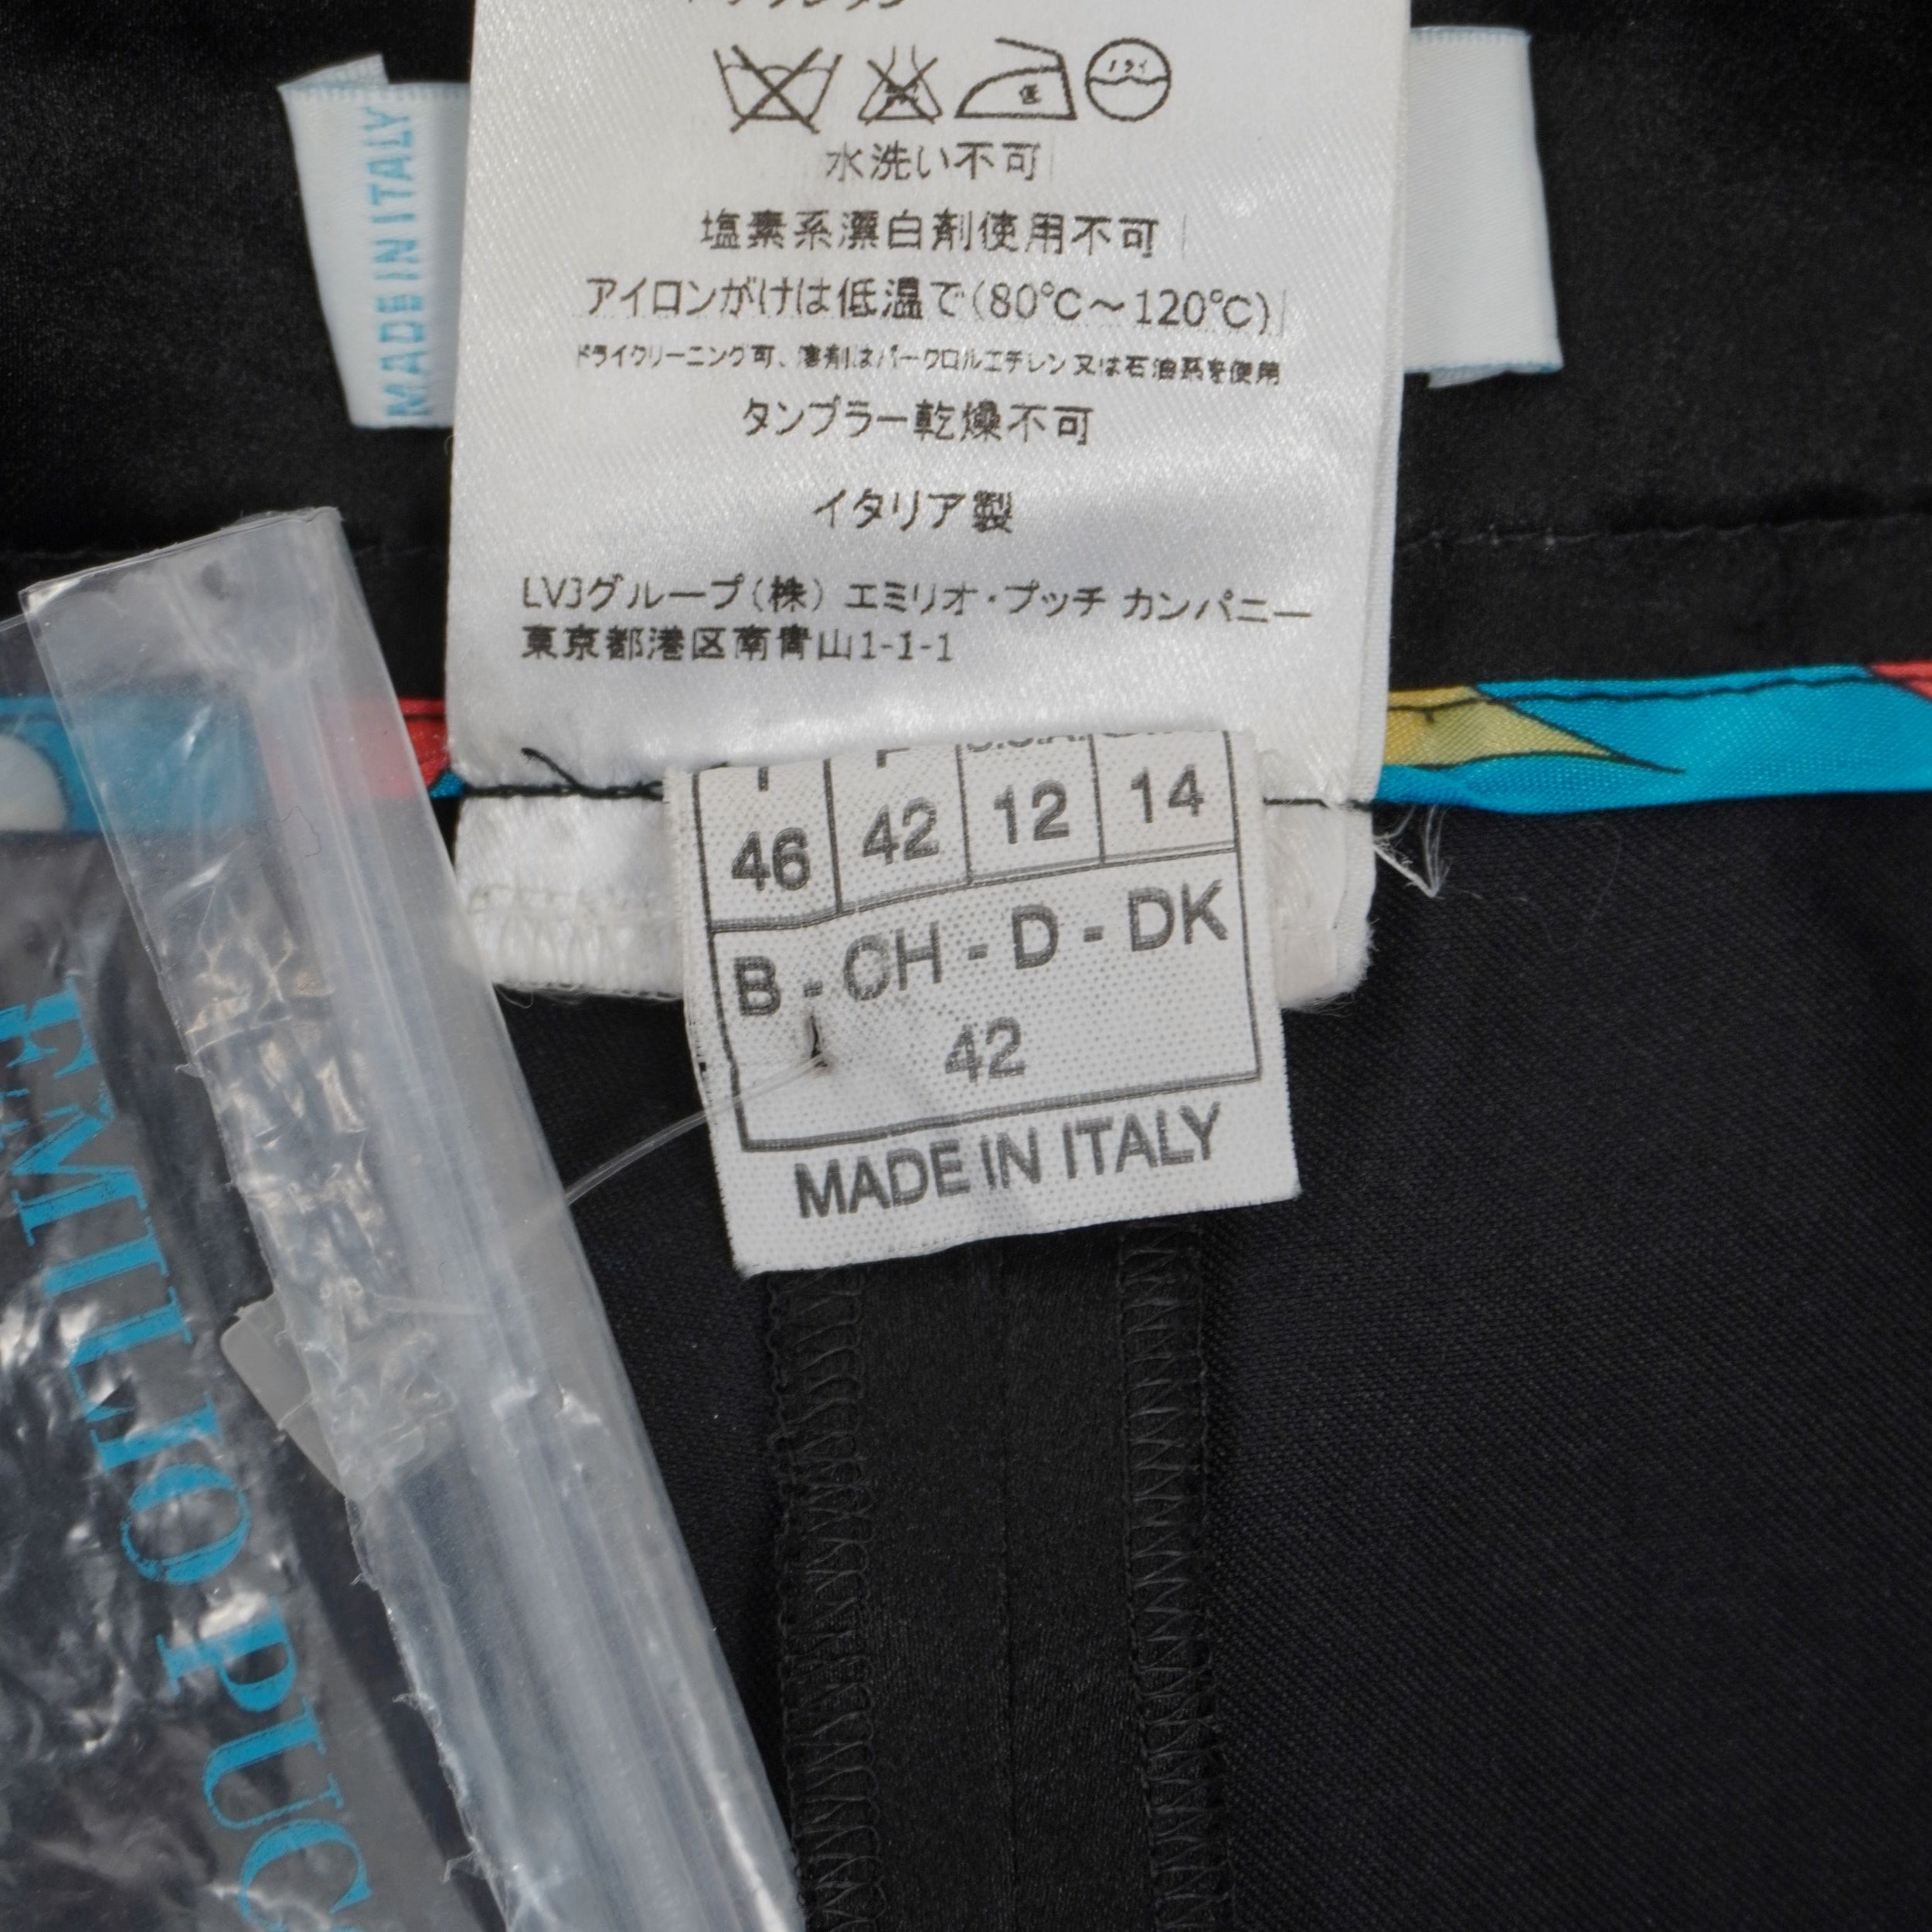 MADE IN ITALY
水洗い不可
塩素系漂白剤使用不可
アイロンがけは低温で(80℃～120℃)
ドライクリーニング可、溶剤はパークロルエチレン又は石油系を使用
タンブラー乾燥不可
イタリア製
LVJグループ(株) エミリオ・プッチ カンパニー
東京都港区南青山1-1-1
46 42 12 14
B - CH - D - DK
42
MADE IN ITALY
EMILIO PUC